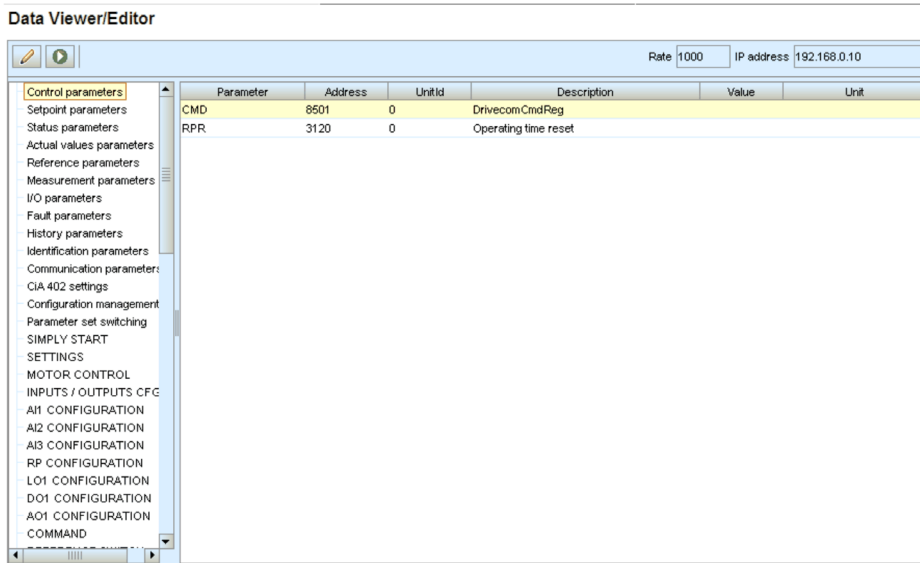 Data Viewer/Editor
Rate 1000 IP address 192.168.0.10
Control parameters
Setpoint parameters
Status parameters
Actual values parameters
Reference parameters
Measurement parameters
I/O parameters
Fault parameters
History parameters
Identification parameters
Communication parameters
CiA 402 settings
Configuration management
Parameter set switching
SIMPLY START
SETTINGS
MOTOR CONTROL
INPUTS / OUTPUTS CFG
AI1 CONFIGURATION
AI2 CONFIGURATION
AI3 CONFIGURATION
RP CONFIGURATION
LO1 CONFIGURATION
DO1 CONFIGURATION
AO1 CONFIGURATION
COMMAND
Parameter Address UnitId Description Value Unit
CMD 8501 0 DrivecomCmdReg
RPR 3120 0 Operating time reset